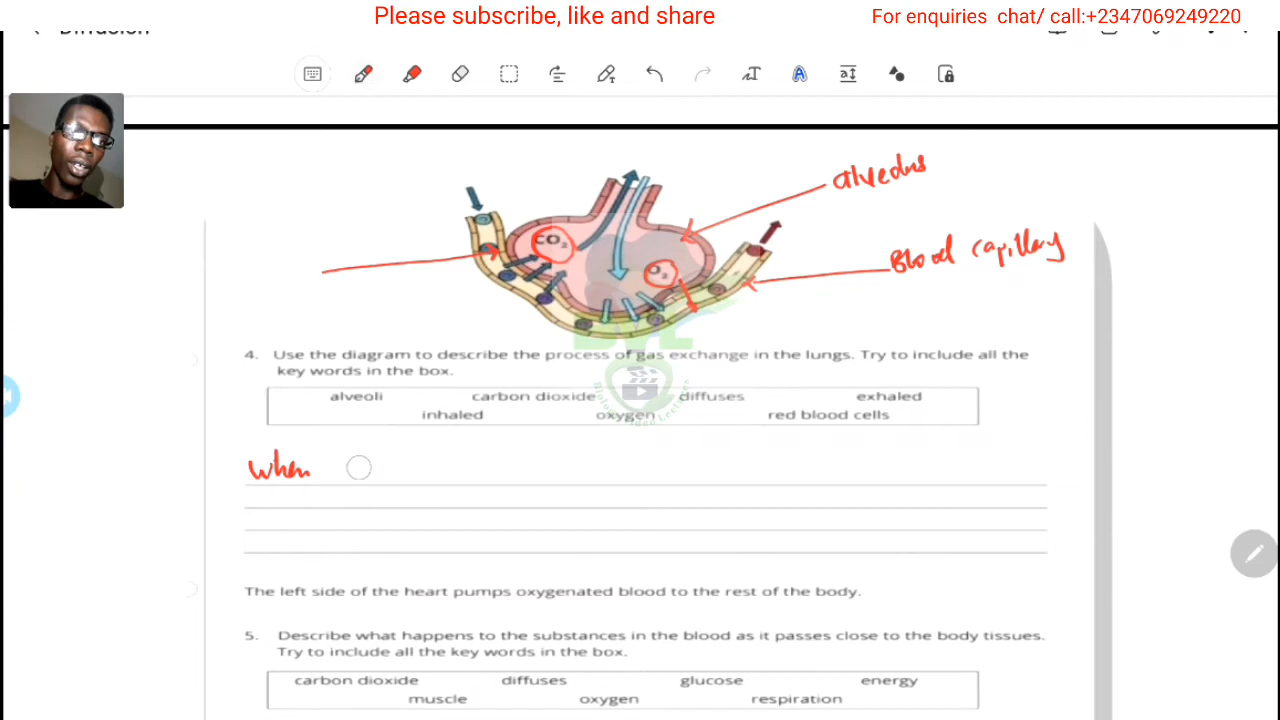 Please subscribe, like and share
For enquiries chat/ call:+2347069249220
Diffusion
alveolus
Blood capillary
CO2
O2
4. Use the diagram to describe the process of gas exchange in the lungs. Try to include all the
key words in the box.
alveoli carbon dioxide diffuses exhaled
inhaled oxygen red blood cells
When
The left side of the heart pumps oxygenated blood to the rest of the body.
5. Describe what happens to the substances in the blood as it passes close to the body tissues.
Try to include all the key words in the box.
carbon dioxide diffuses glucose energy
muscle oxygen respiration